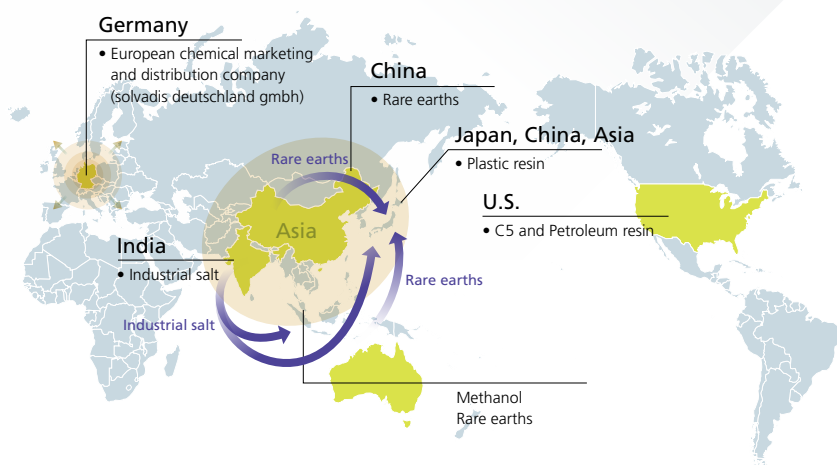 Germany
• European chemical marketing
and distribution company
(solvadis deutschland gmbh)
China
• Rare earths
Japan, China, Asia
• Plastic resin
U.S.
• C5 and Petroleum resin
Rare earths
Asia
India
• Industrial salt
Rare earths
Industrial salt
Methanol
Rare earths